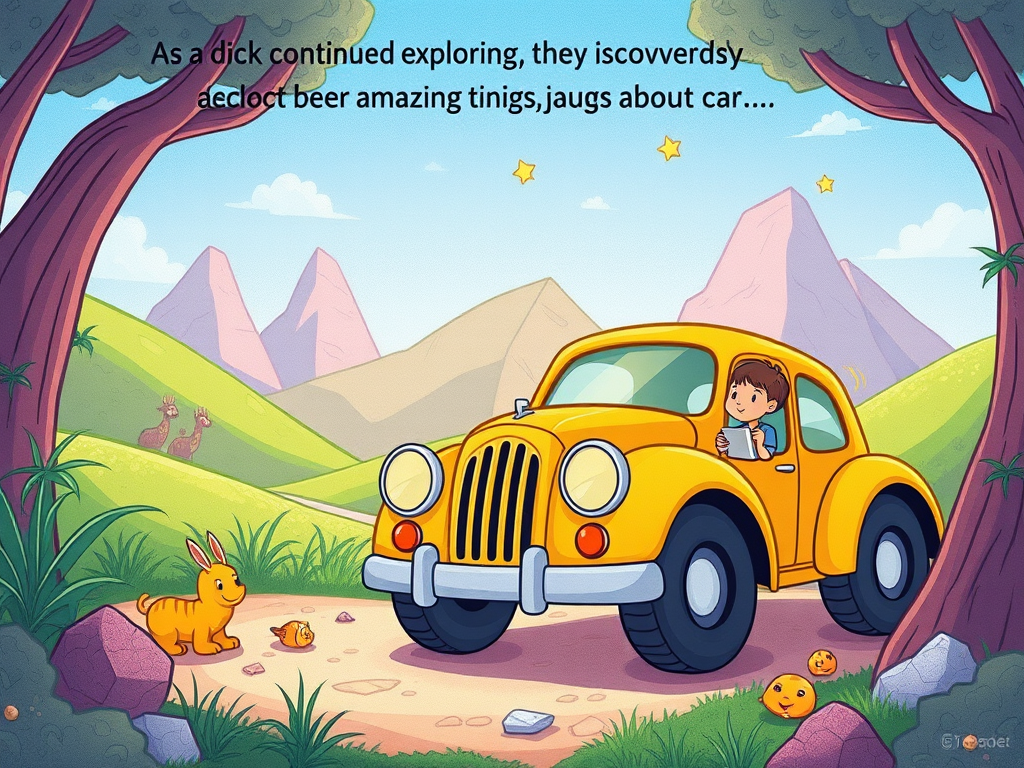 As a dick continued exploring, they iscovverdsy
aecloct beer amazing tinigs,jaugs about car....